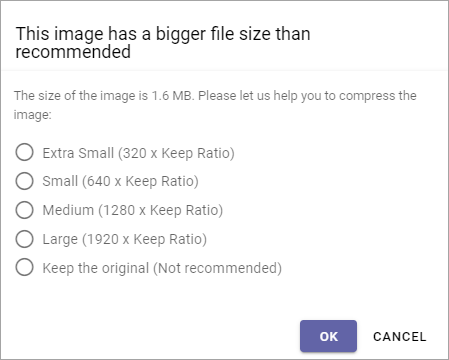 This image has a bigger file size than
recommended
The size of the image is 1.6 MB. Please let us help you to compress the
image:
Extra Small (320 x Keep Ratio)
Small (640 x Keep Ratio)
Medium (1280 x Keep Ratio)
Large (1920 x Keep Ratio)
Keep the original (Not recommended)
OK CANCEL